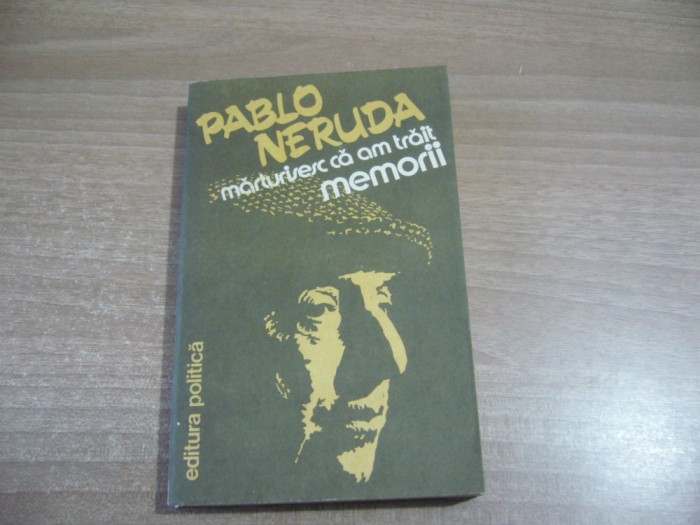 PABLO
NERUDA
mărturisesc că am trăit
memorii
editura politică